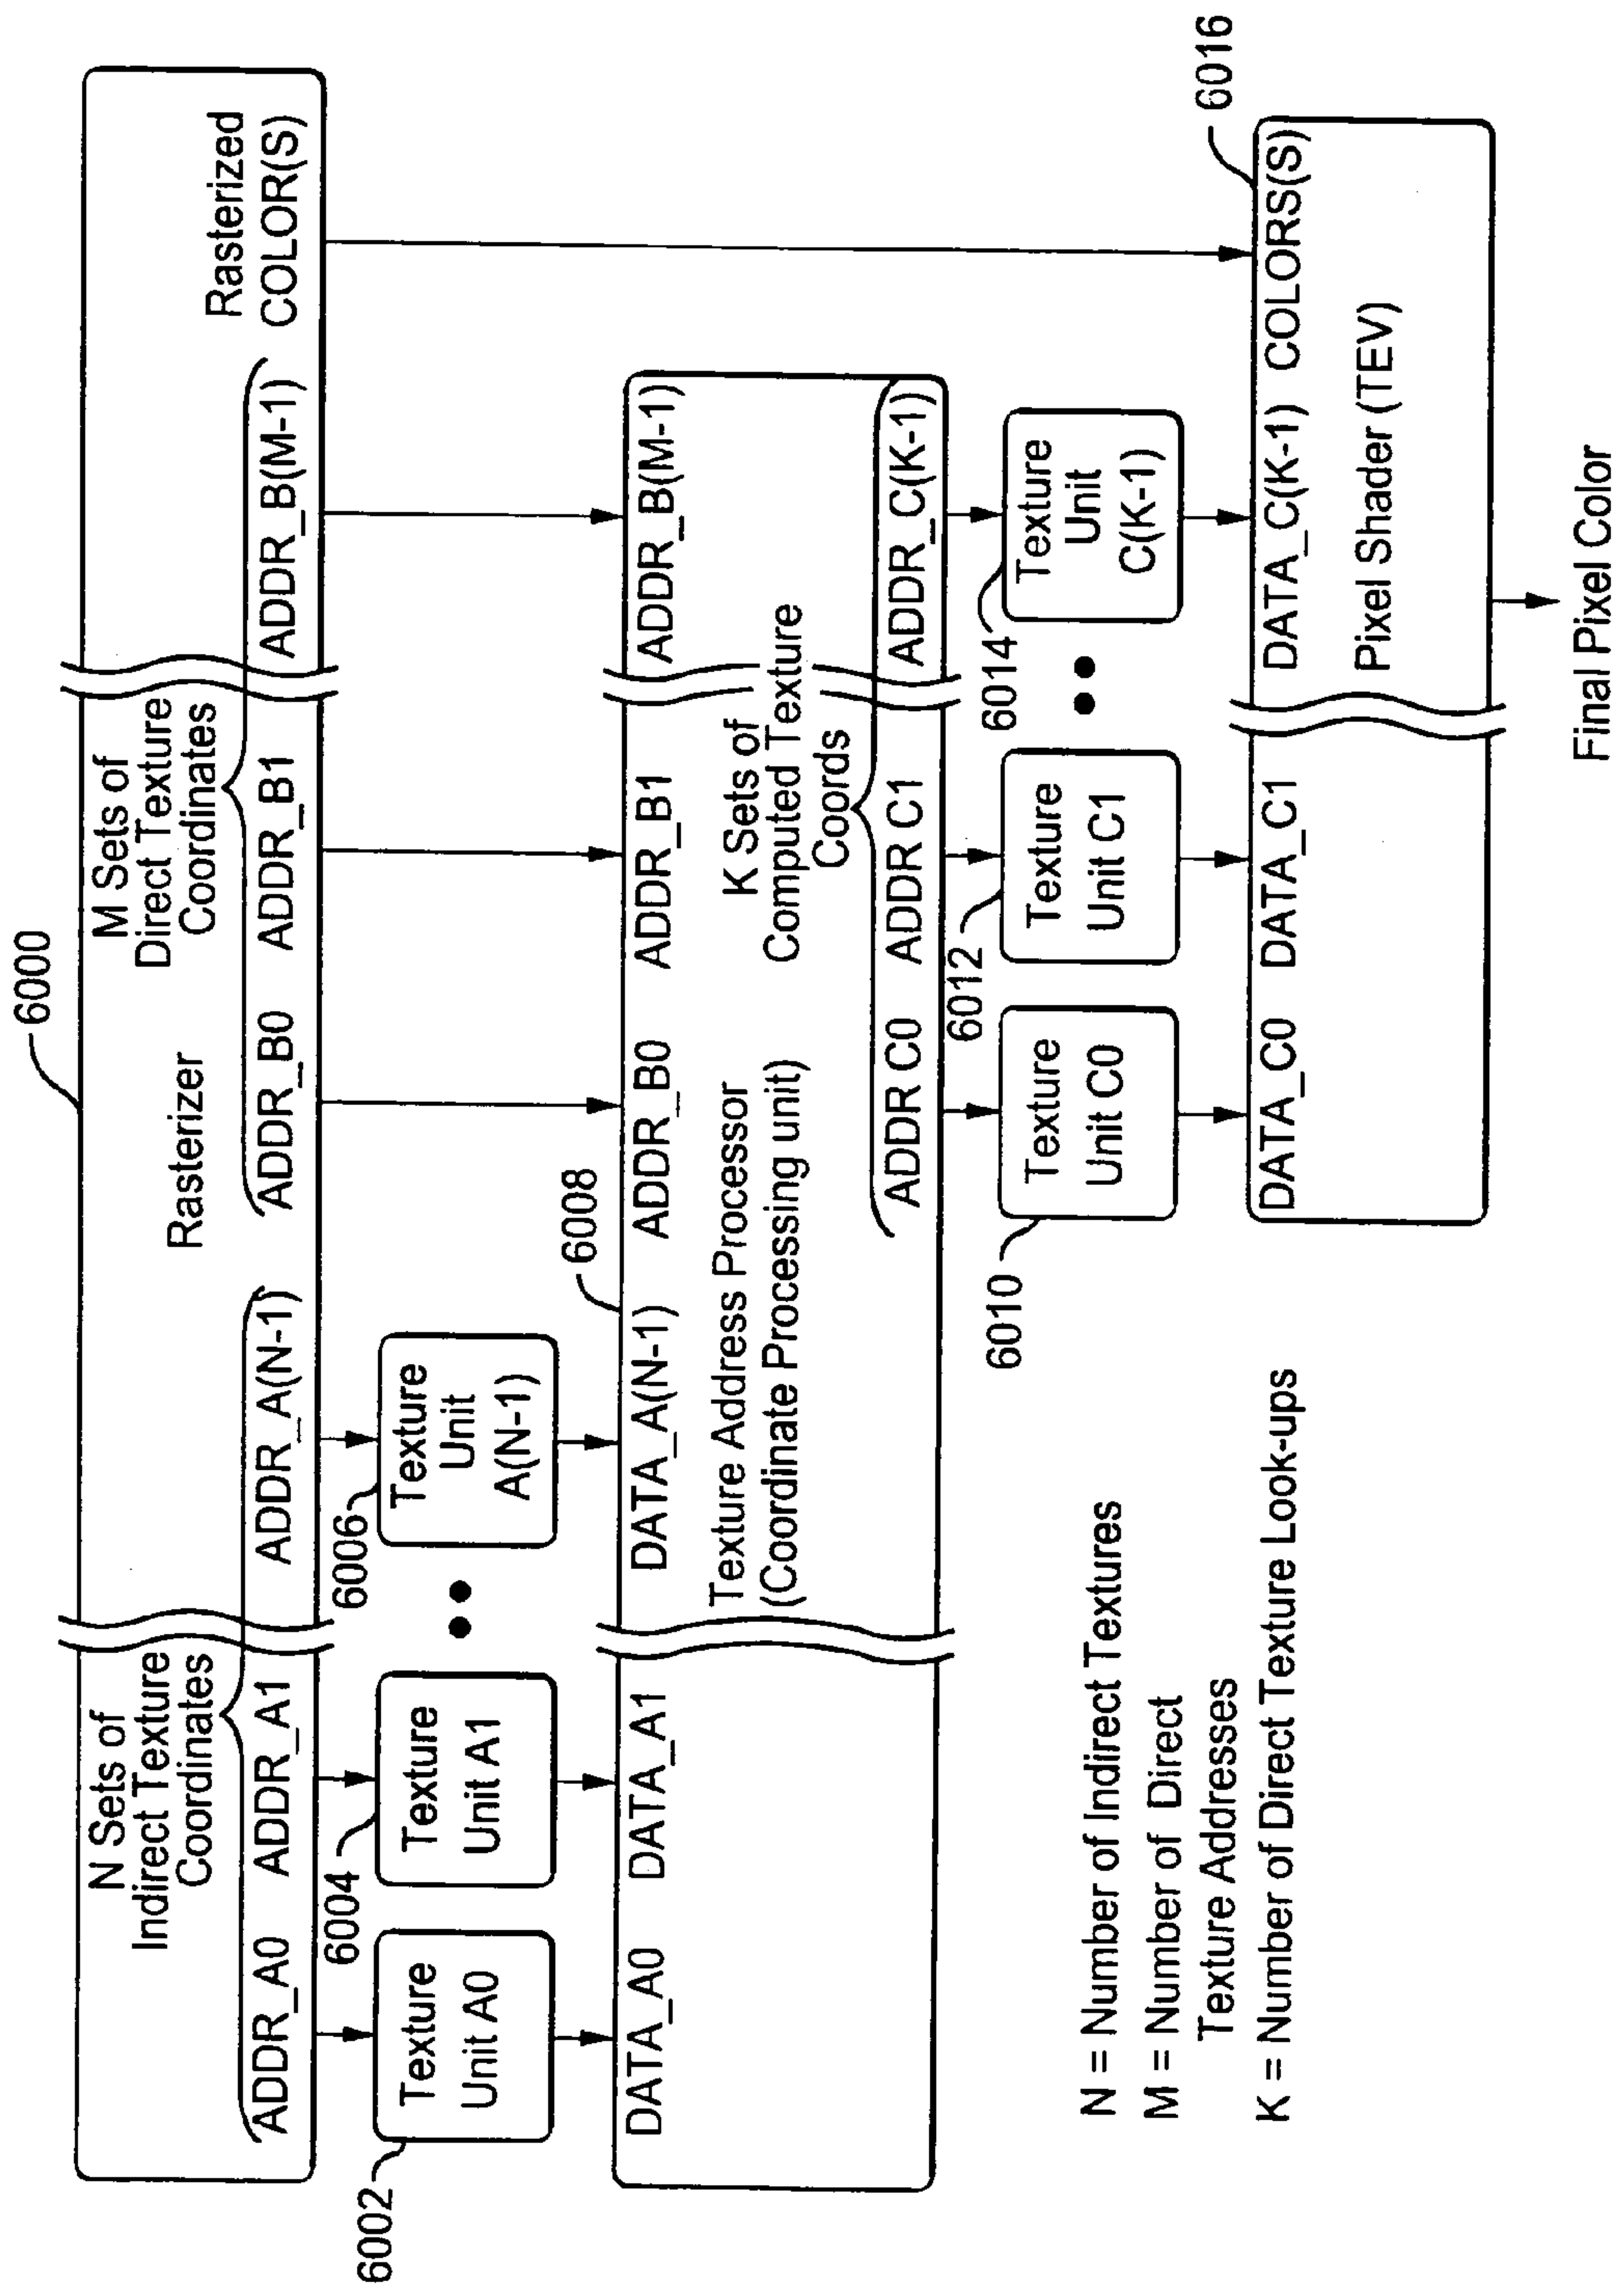 6000
N Sets of
Indirect Texture
Coordinates
Rasterizer
M Sets of
Direct Texture
Coordinates
Rasterized
ADDR_A0 ADDR_A1 ADDR_A(N-1) ADDR_B0 ADDR_B1 ADDR_B(M-1) COLOR(S)
6002
Texture
Unit A0
6004
Texture
Unit A1
6006
Texture
Unit
A(N-1)
6008
DATA_A0 DATA_A1 DATA_A(N-1) ADDR_B0 ADDR_B1 ADDR_B(M-1)
Texture Address Processor
(Coordinate Processing unit)
K Sets of
Computed Texture
Coords
ADDR C0 ADDR C1 ADDR_C(K-1)
6010
Texture
Unit C0
6012
Texture
Unit C1
6014
Texture
Unit
C(K-1)
6016
DATA_C0 DATA_C1 DATA_C(K-1) COLORS(S)
Pixel Shader (TEV)
Final Pixel Color
N = Number of Indirect Textures
M = Number of Direct
Texture Addresses
K = Number of Direct Texture Look-ups